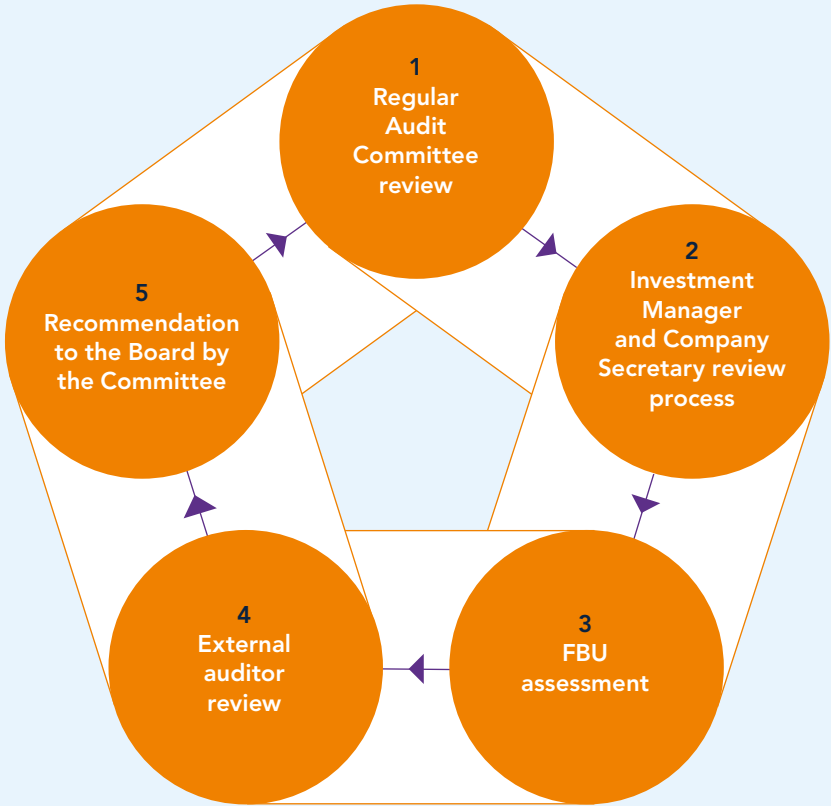 1
Regular
Audit
Committee
review
2
Investment
Manager
and Company
Secretary review
process
3
FBU
assessment
4
External
auditor
review
5
Recommendation
to the Board by
the Committee